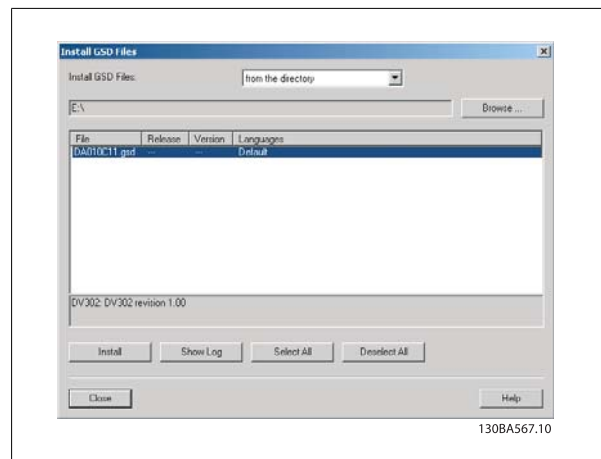 Install GSD Files
Install GSD Files: from the directory
E:\ Browse ...
File Release Version Languages
DA010C11.gsd --- --- Default
DV302: DV302 revision 1.00
Install Show Log Select All Deselect All
Close Help
130BA567.10